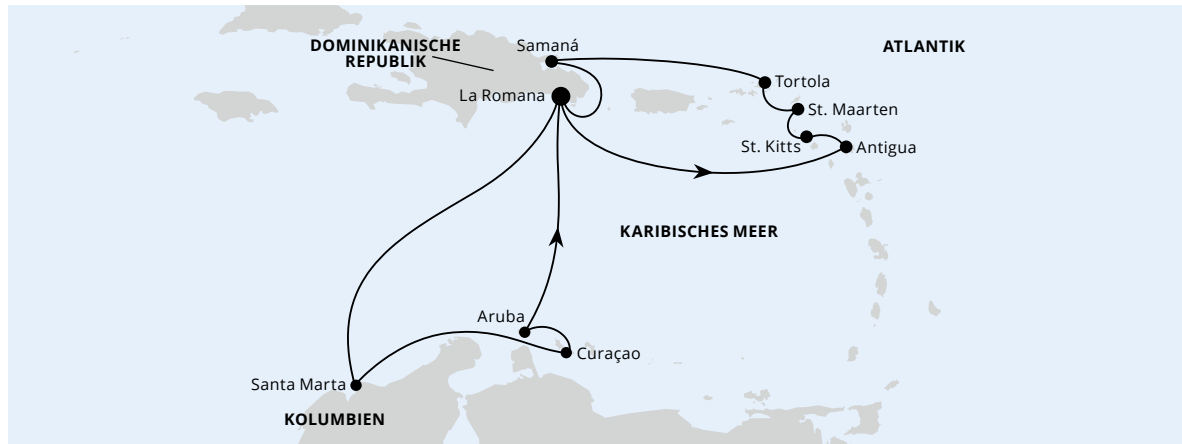 DOMINIKANISCHE
REPUBLIK
Samaná
ATLANTIK
La Romana
Tortola
St. Maarten
St. Kitts
Antigua
KARIBISCHES MEER
Aruba
Curaçao
Santa Marta
KOLUMBIEN